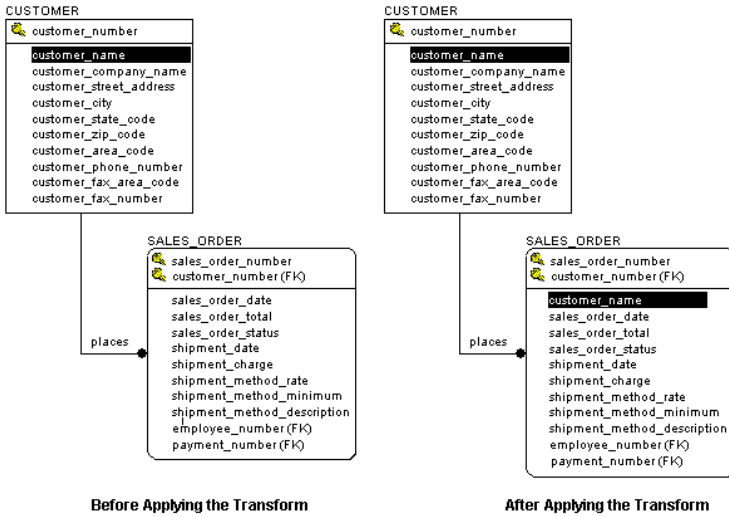 CUSTOMER
customer_number
customer_name
customer_company_name
customer_street_address
customer_city
customer_state_code
customer_zip_code
customer_area_code
customer_phone_number
customer_fax_area_code
customer_fax_number
places
SALES_ORDER
sales_order_number
customer_number(FK)
sales_order_date
sales_order_total
sales_order_status
shipment_date
shipment_charge
shipment_method_rate
shipment_method_minimum
shipment_method_description
employee_number(FK)
payment_number(FK)
Before Applying the Transform
CUSTOMER
customer_number
customer_name
customer_company_name
customer_street_address
customer_city
customer_state_code
customer_zip_code
customer_area_code
customer_phone_number
customer_fax_area_code
customer_fax_number
places
SALES_ORDER
sales_order_number
customer_number(FK)
customer_name
sales_order_date
sales_order_total
sales_order_status
shipment_date
shipment_charge
shipment_method_rate
shipment_method_minimum
shipment_method_description
employee_number(FK)
payment_number(FK)
After Applying the Transform